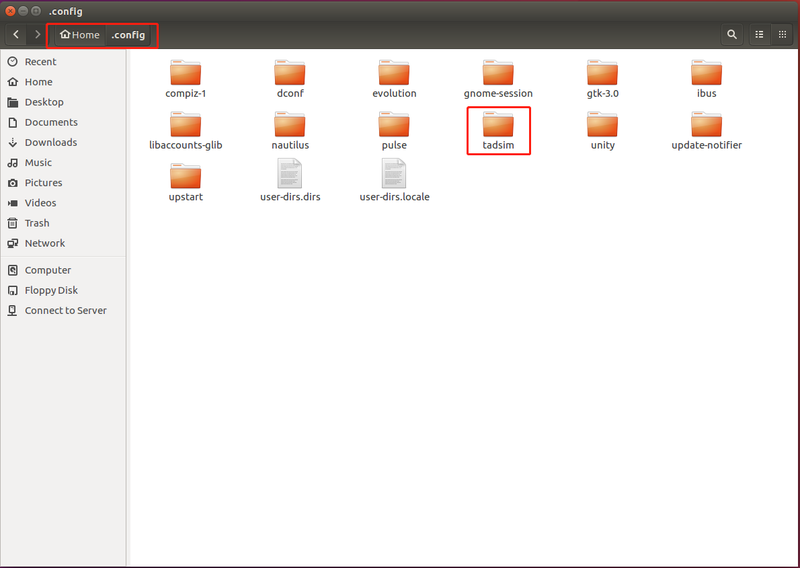 .config
Home
.config
Recent
Home
Desktop
Documents
Downloads
Music
Pictures
Videos
Trash
Network
Computer
Floppy Disk
Connect to Server
compiz-1
dconf
evolution
gnome-session
gtk-3.0
ibus
libaccounts-glib
nautilus
pulse
tadsim
unity
update-notifier
upstart
user-dirs.dirs
user-dirs.locale